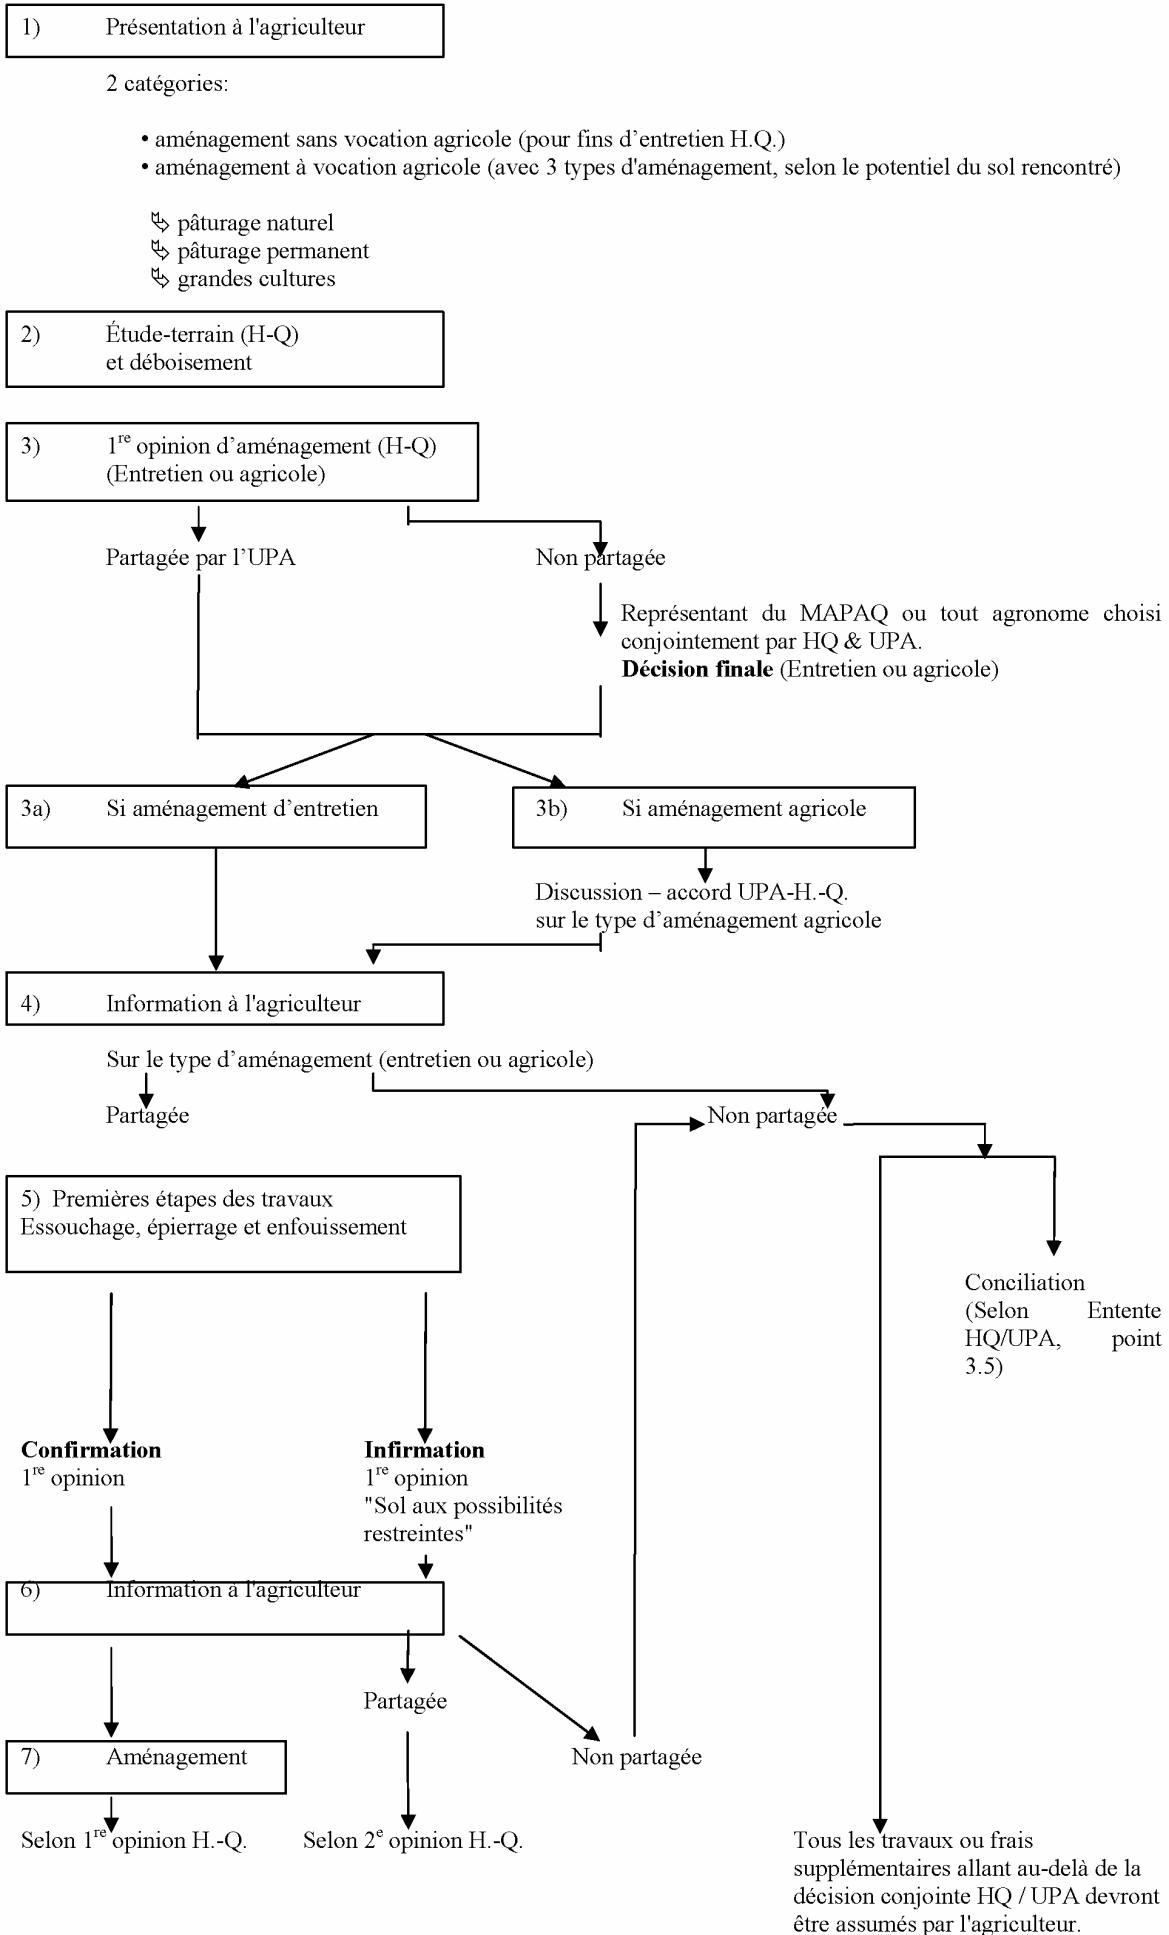 1) Présentation à l'agriculteur
2 catégories:
• aménagement sans vocation agricole (pour fins d’entretien H.Q.)
• aménagement à vocation agricole (avec 3 types d'aménagement, selon le potentiel du sol rencontré)
pâturage naturel
pâturage permanent
grandes cultures
2) Étude-terrain (H-Q)
et déboisement
3) 1re opinion d’aménagement (H-Q)
(Entretien ou agricole)
Partagée par l’UPA
Non partagée
Représentant du MAPAQ ou tout agronome choisi
conjointement par HQ & UPA.
Décision finale (Entretien ou agricole)
3a) Si aménagement d’entretien
3b) Si aménagement agricole
Discussion – accord UPA-H.-Q.
sur le type d’aménagement agricole
4) Information à l'agriculteur
Sur le type d’aménagement (entretien ou agricole)
Partagée
Non partagée
5) Premières étapes des travaux
Essouchage, épierrage et enfouissement
Conciliation
(Selon Entente
HQ/UPA, point
3.5)
Confirmation
1re opinion
Infirmation
1re opinion
"Sol aux possibilités
restreintes"
6) Information à l'agriculteur
Partagée
Non partagée
7) Aménagement
Selon 1re opinion H.-Q.
Selon 2e opinion H.-Q.
Tous les travaux ou frais
supplémentaires allant au-delà de la
décision conjointe HQ / UPA devront
être assumés par l'agriculteur.